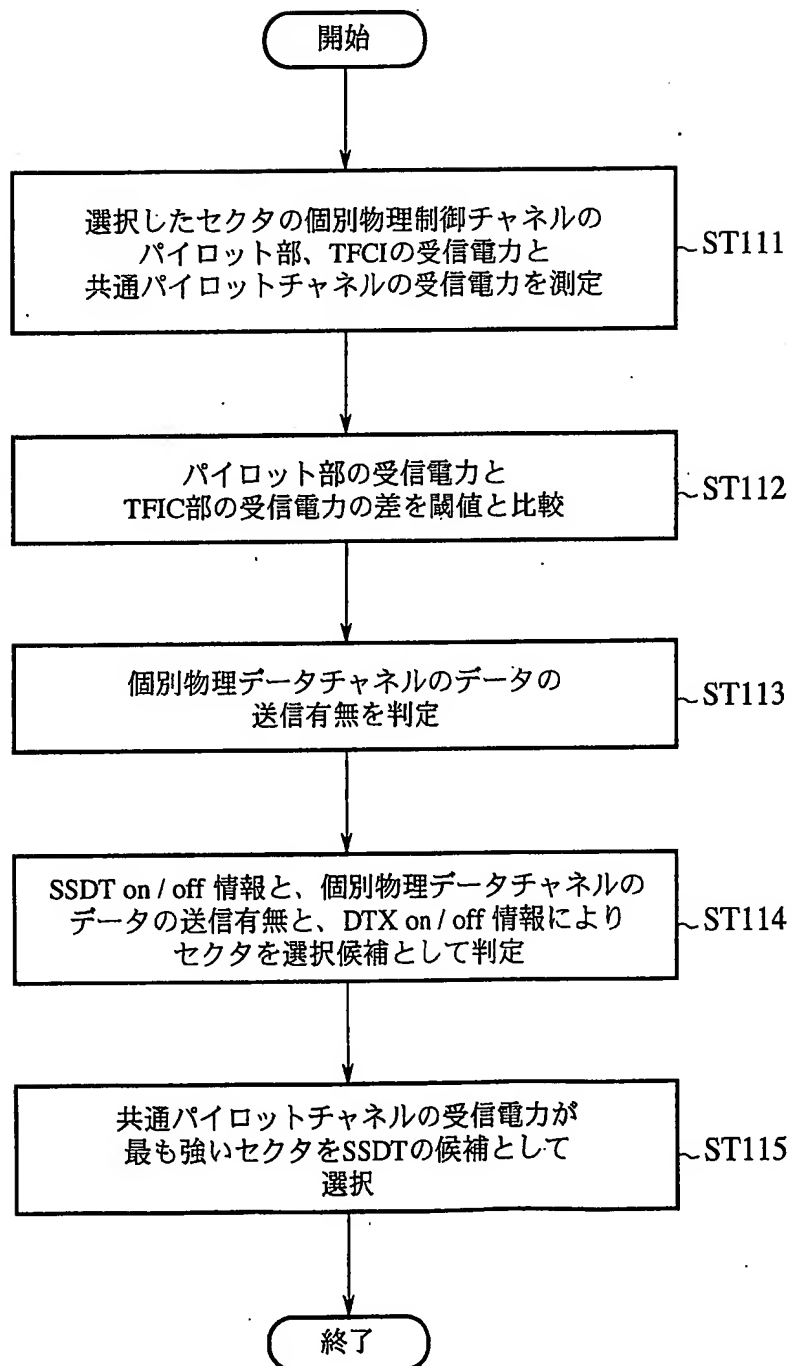 開始
選択したセクタの個別物理制御チャネルの
パイロット部、TFCIの受信電力と
共通パイロットチャネルの受信電力を測定
ST111
パイロット部の受信電力と
TFIC部の受信電力の差を閾値と比較
ST112
個別物理データチャネルのデータの
送信有無を判定
ST113
SSDT on / off 情報と、個別物理データチャネルの
データの送信有無と、DTX on / off 情報により
セクタを選択候補として判定
ST114
共通パイロットチャネルの受信電力が
最も強いセクタをSSDTの候補として
選択
ST115
終了